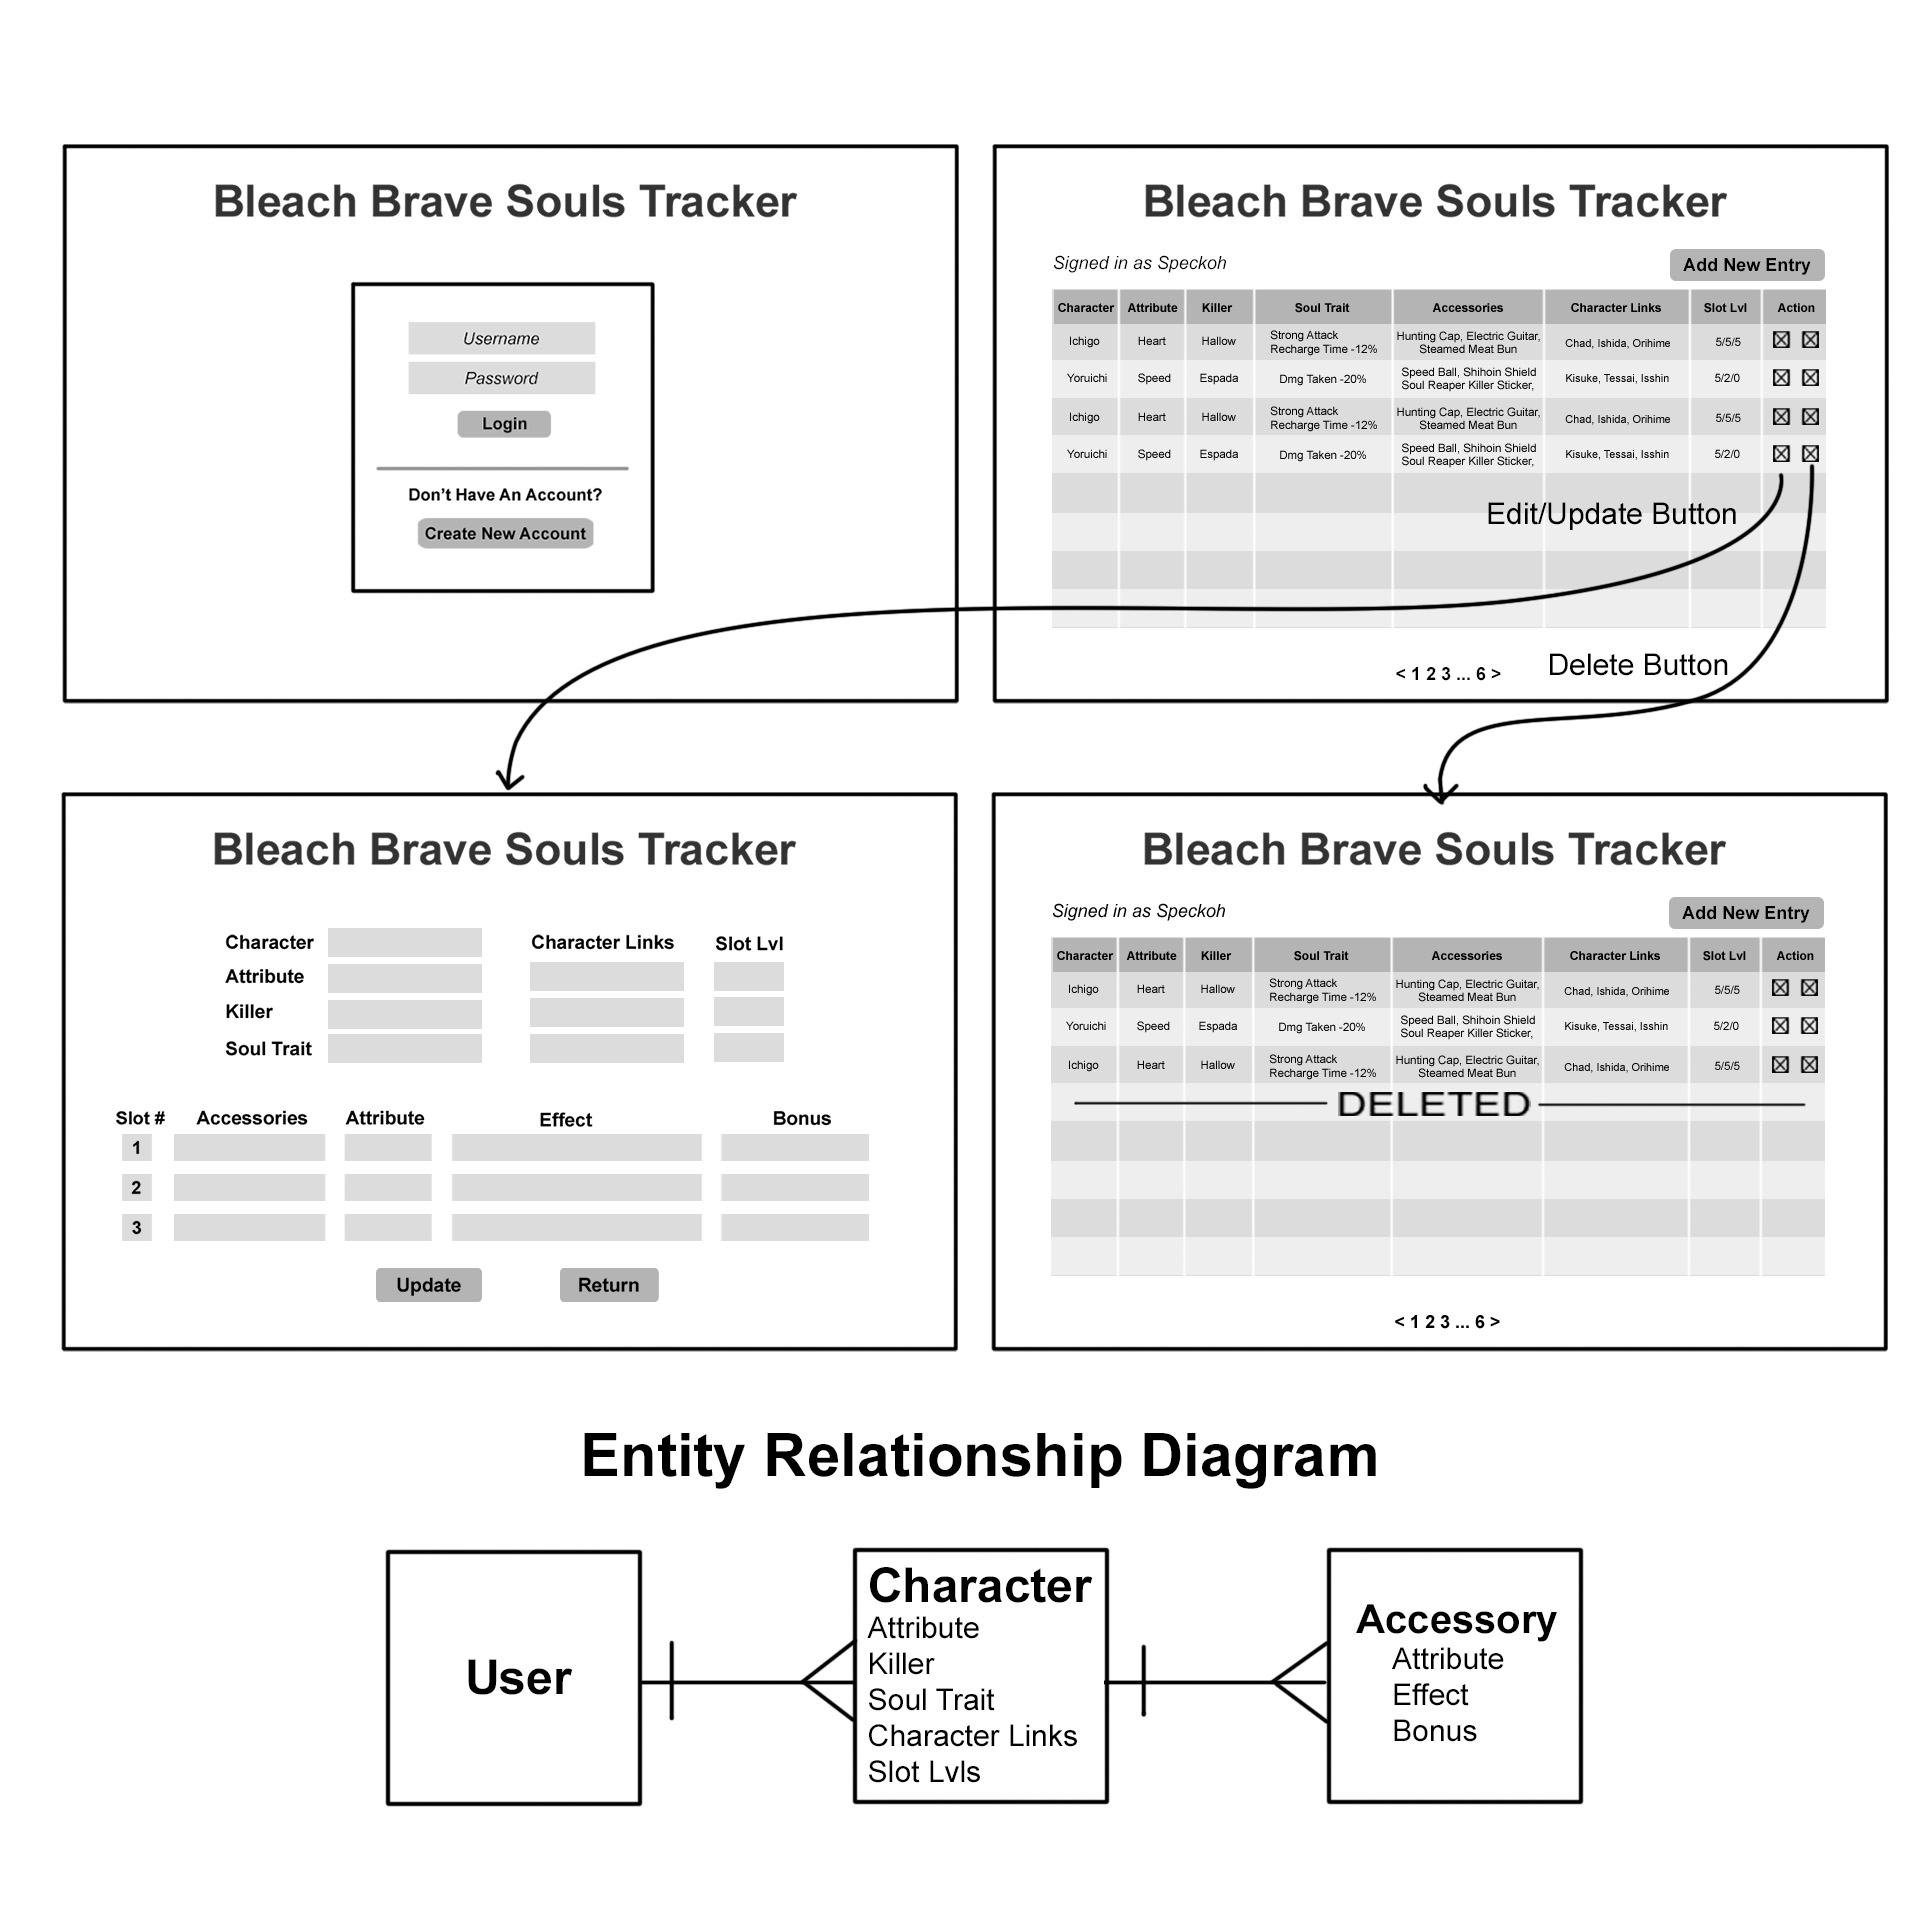 Bleach Brave Souls Tracker
Username
Password
Login
Don't Have An Account?
Create New Account
Bleach Brave Souls Tracker
Signed in as Speckoh
Add New Entry
Character Attribute Killer Soul Trait Accessories Character Links Slot Lvl Action
Ichigo Heart Hallow Strong Attack Recharge Time -12% Hunting Cap, Electric Guitar, Steamed Meat Bun Chad, Ishida, Orihime 5/5/5
Yoruichi Speed Espada Dmg Taken -20% Speed Ball, Shihoin Shield Soul Reaper Killer Sticker, Kisuke, Tessai, Isshin 5/2/0
Ichigo Heart Hallow Strong Attack Recharge Time -12% Hunting Cap, Electric Guitar, Steamed Meat Bun Chad, Ishida, Orihime 5/5/5
Yoruichi Speed Espada Dmg Taken -20% Speed Ball, Shihoin Shield Soul Reaper Killer Sticker, Kisuke, Tessai, Isshin 5/2/0
Edit/Update Button
Delete Button
< 1 2 3 ... 6 >
Bleach Brave Souls Tracker
Character
Attribute
Killer
Soul Trait
Character Links
Slot Lvl
Slot # Accessories Attribute Effect Bonus
1
2
3
Update
Return
Bleach Brave Souls Tracker
Signed in as Speckoh
Add New Entry
Character Attribute Killer Soul Trait Accessories Character Links Slot Lvl Action
Ichigo Heart Hallow Strong Attack Recharge Time -12% Hunting Cap, Electric Guitar, Steamed Meat Bun Chad, Ishida, Orihime 5/5/5
Yoruichi Speed Espada Dmg Taken -20% Speed Ball, Shihoin Shield Soul Reaper Killer Sticker, Kisuke, Tessai, Isshin 5/2/0
Ichigo Heart Hallow Strong Attack Recharge Time -12% Hunting Cap, Electric Guitar, Steamed Meat Bun Chad, Ishida, Orihime 5/5/5
DELETED
< 1 2 3 ... 6 >
Entity Relationship Diagram
User
Character
Attribute
Killer
Soul Trait
Character Links
Slot Lvls
Accessory
Attribute
Effect
Bonus